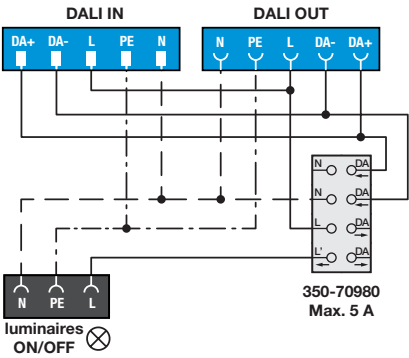 DALI IN
DALI OUT
DA+ DA- L PE N
N PE L DA- DA+
N DA
N DA
L DA
L' DA
N PE L
350-70980
Max. 5 A
luminaires
ON/OFF